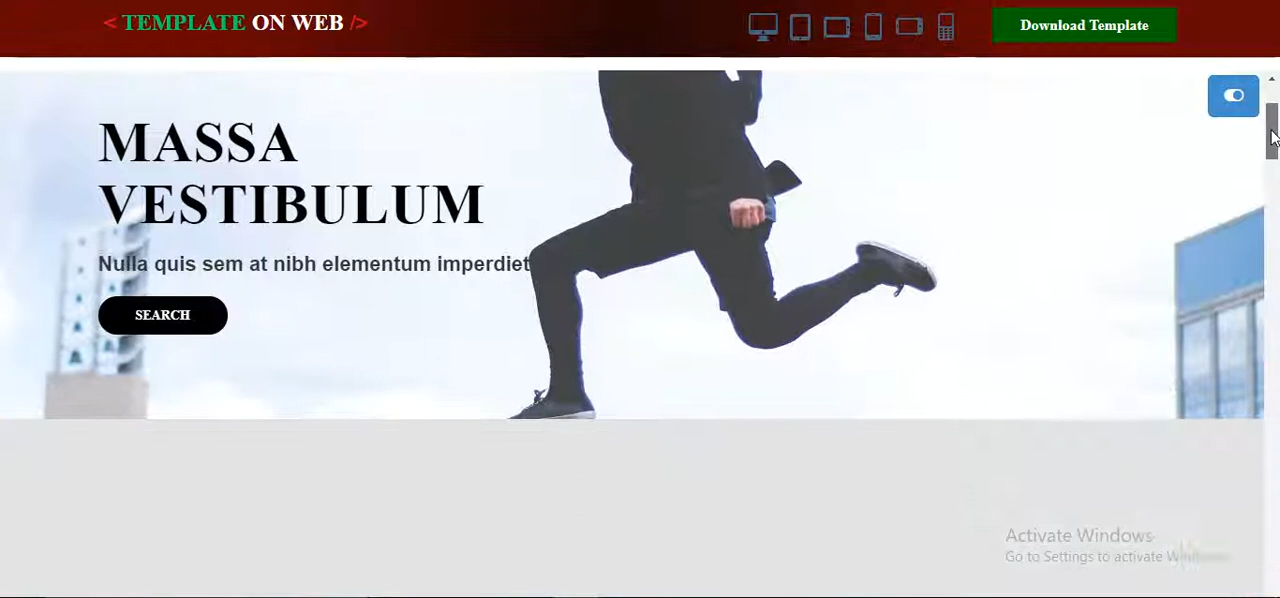 < TEMPLATE ON WEB />
Download Template
MASSA
VESTIBULUM
Nulla quis sem at nibh elementum imperdiet
SEARCH
Activate Windows
Go to Settings to activate Windows